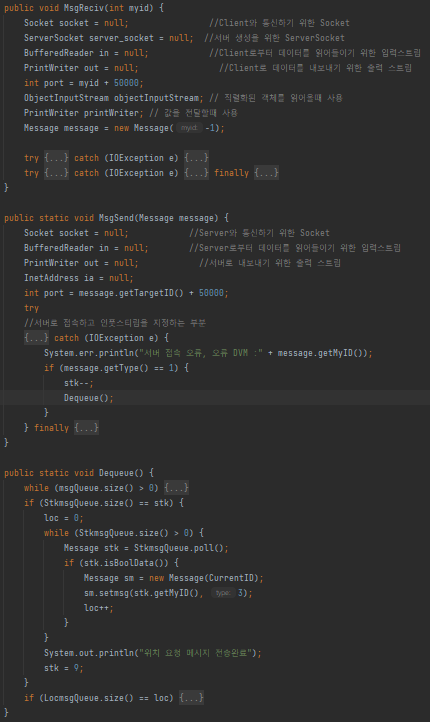 public void MsgReciv(int myid) {
Socket socket = null; //Client와 통신하기 위한 Socket
ServerSocket server_socket = null; //서버 생성을 위한 ServerSocket
BufferedReader in = null; //Client로부터 데이터를 읽어들이기 위한 입력스트림
PrintWriter out = null; //Client로 데이터를 내보내기 위한 출력 스트림
int port = myid + 50000;
ObjectInputStream objectInputStream; // 직렬화된 객체를 읽어올때 사용
PrintWriter printWriter; // 값을 전달할때 사용
Message message = new Message( myid: -1);
try {...} catch (IOException e) {...}
try {...} catch (IOException e) {...} finally {...}
}
public static void MsgSend(Message message) {
Socket socket = null; //Server와 통신하기 위한 Socket
BufferedReader in = null; //Server로부터 데이터를 읽어들이기 위한 입력스트림
PrintWriter out = null; //서버로 내보내기 위한 출력 스트림
InetAddress ia = null;
int port = message.getTargetID() + 50000;
try
//서버로 접속하고 인풋스티림을 지정하는 부분
{...} catch (IOException e) {
System.err.println("서버 접속 오류, 오류 DVM :" + message.getMyID());
if (message.getType() == 1) {
stk--;
Dequeue();
}
} finally {...}
}
public static void Dequeue() {
while (msgQueue.size() > 0) {...}
if (StkmsgQueue.size() == stk) {
loc = 0;
while (StkmsgQueue.size() > 0) {
Message stk = StkmsgQueue.poll();
if (stk.isBoolData()) {
Message sm = new Message(CurrentID);
sm.setmsg(stk.getMyID(), type: 3);
loc++;
}
}
System.out.println("위치 요청 메시지 전송완료");
stk = 9;
}
if (LocmsgQueue.size() == loc) {...}
}